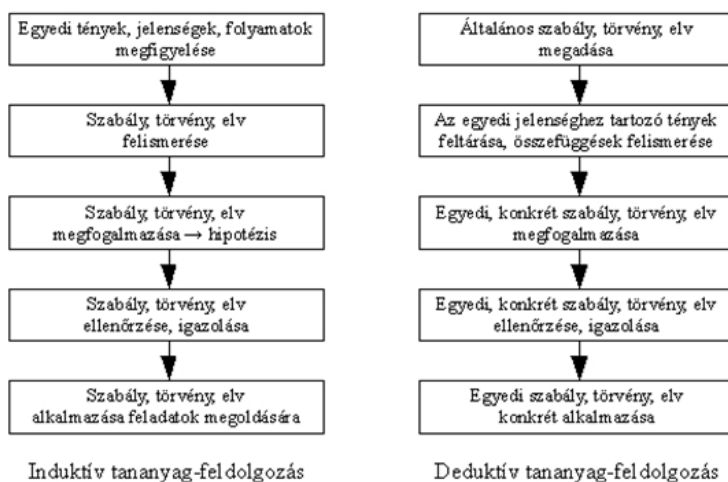 Egyedi tények, jelenségek, folyamatok
megfigyelése
Szabály, törvény, elv
felismerése
Szabály, törvény, elv
megfogalmazása → hipotézis
Szabály, törvény, elv
ellenőrzése, igazolása
Szabály, törvény, elv
alkalmazása feladatok megoldására
Induktív tananyag-feldolgozás
Általános szabály, törvény, elv
megadása
Az egyedi jelenséghez tartozó tények
feltárása, összefüggések felismerése
Egyedi, konkrét szabály, törvény, elv
megfogalmazása
Egyedi, konkrét szabály, törvény, elv
ellenőrzése, igazolása
Egyedi szabály, törvény, elv
konkrét alkalmazása
Deduktív tananyag-feldolgozás